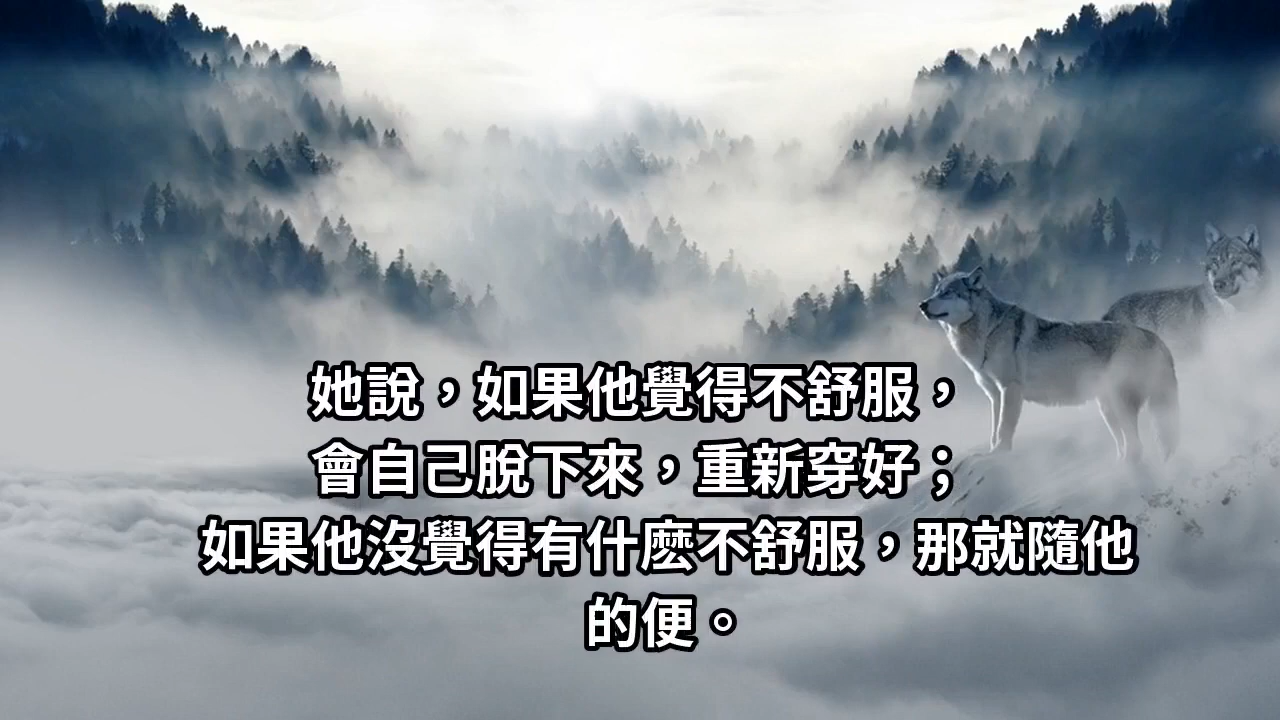 她說，如果他覺得不舒服，
會自己脫下來，重新穿好；
如果他沒覺得有什麽不舒服，那就隨他
的便。